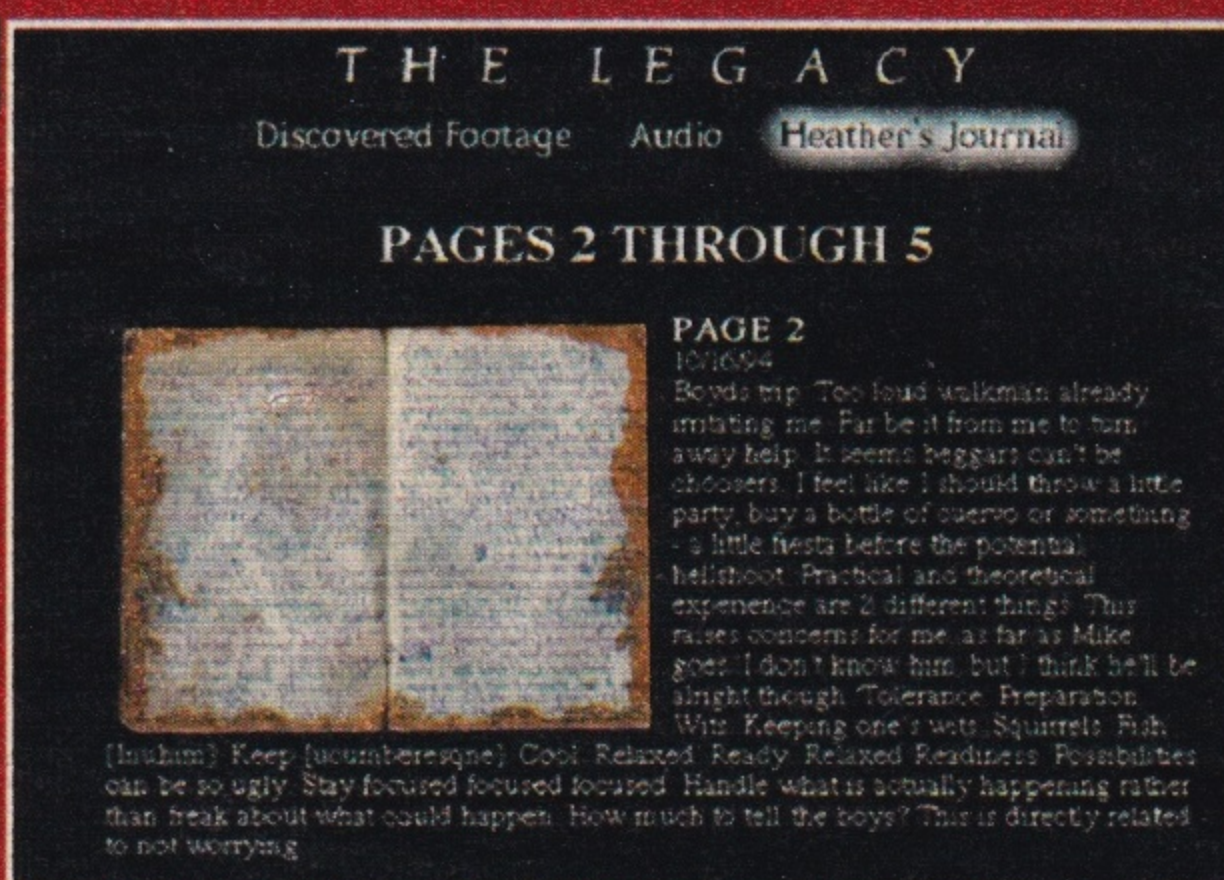 THE LEGACY
Discovered Footage Audio Heather's Journal
PAGES 2 THROUGH 5
PAGE 2
10/16/94
Boyds trip. Too loud walkman already
irritating me. Far be it from me to turn
away help. It seems beggars can't be
choosers. I feel like I should throw a little
party, buy a bottle of cuervo or something
- a little fiesta before the potential
hellshoot. Practical and theoretical
experience are 2 different things. This
raises concerns for me, as far as Mike
goes. I don't know him, but I think he'll be
alright though. Tolerance. Preparation.
Wits. Keeping one's wets. Squirrels. Fish.
Keep Cool. Relaxed. Ready. Relaxed Readiness. Possibilities
can be so ugly. Stay focused focused focused. Handle what is actually happening rather
than freak about what could happen. How much to tell the boys? This is directly related
to not worrying